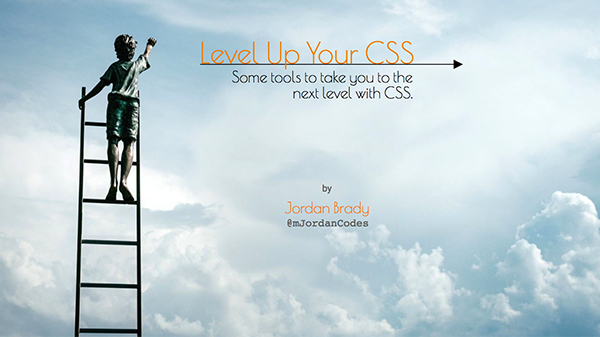 Level Up Your CSS
Some tools to take you to the
next level with CSS.
by
Jordan Brady
@mJordanCodes